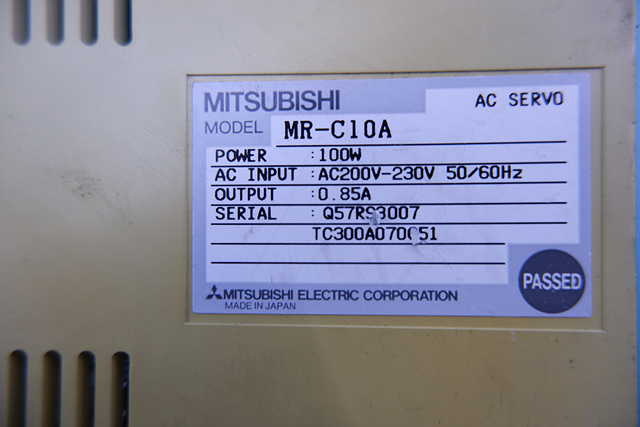 MITSUBISHI
AC SERVO
MODEL MR-C10A
POWER :100W
AC INPUT :AC200V-230V 50/60Hz
OUTPUT :0.85A
SERIAL :
PASSED
MITSUBISHI ELECTRIC CORPORATION
MADE IN JAPAN